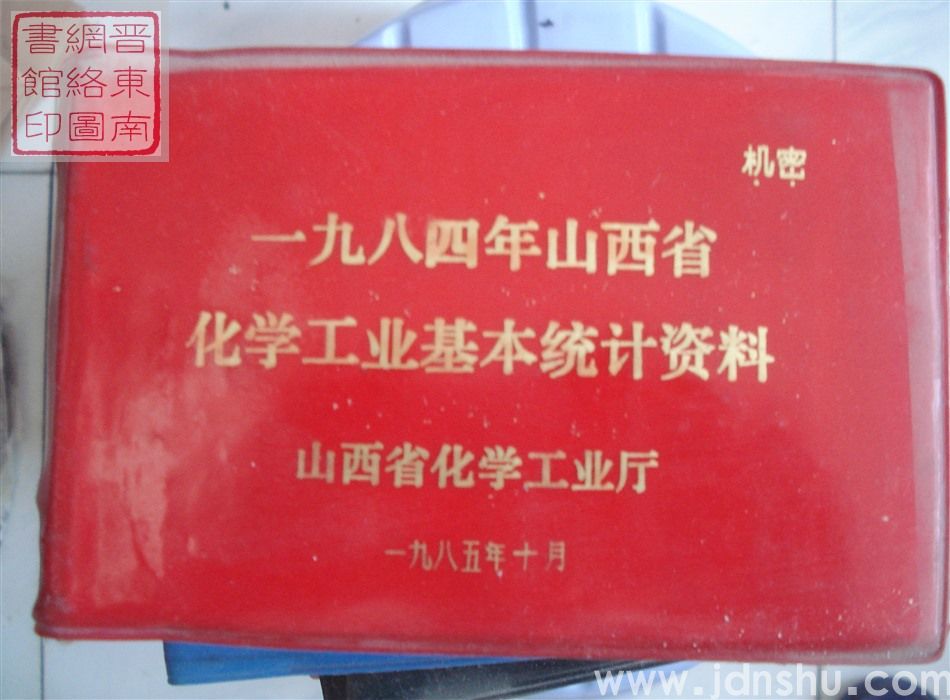 晋東南
網絡圖
書館印
机密
一九八四年山西省
化学工业基本统计资料
山西省化学工业厅
一九八五年十月
www.jdnshu.com